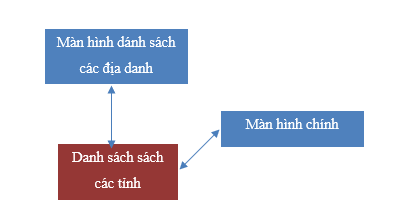 Màn hình dánh sách
các địa danh
Màn hình chính
Danh sách sách
các tỉnh